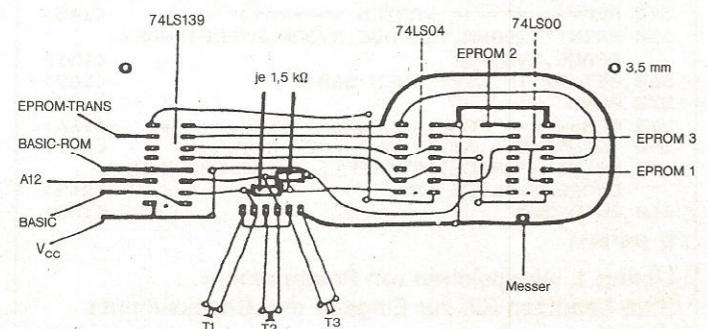 74LS139
74LS04
74LS00
EPROM 2
3,5 mm
je 1,5 kΩ
EPROM-TRANS
BASIC-ROM
A12
BASIC
VCC
EPROM 3
EPROM 1
Messer
T1
T2
T3